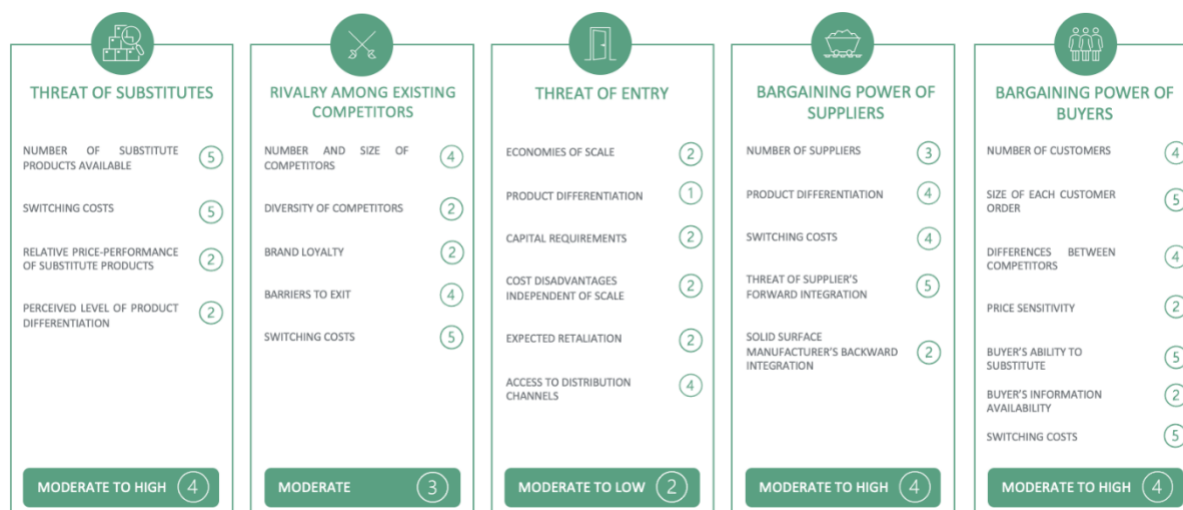 THREAT OF SUBSTITUTES
NUMBER OF SUBSTITUTE
PRODUCTS AVAILABLE
5
SWITCHING COSTS
5
RELATIVE PRICE-PERFORMANCE
OF SUBSTITUTE PRODUCTS
2
PERCEIVED LEVEL OF PRODUCT
DIFFERENTIATION
2
MODERATE TO HIGH 4
RIVALRY AMONG EXISTING
COMPETITORS
NUMBER AND SIZE OF
COMPETITORS
4
DIVERSITY OF COMPETITORS
2
BRAND LOYALTY
2
BARRIERS TO EXIT
4
SWITCHING COSTS
5
MODERATE 3
THREAT OF ENTRY
ECONOMIES OF SCALE
2
PRODUCT DIFFERENTIATION
1
CAPITAL REQUIREMENTS
2
COST DISADVANTAGES
INDEPENDENT OF SCALE
2
EXPECTED RETALIATION
2
ACCESS TO DISTRIBUTION
CHANNELS
4
MODERATE TO LOW 2
BARGAINING POWER OF
SUPPLIERS
NUMBER OF SUPPLIERS
3
PRODUCT DIFFERENTIATION
4
SWITCHING COSTS
4
THREAT OF SUPPLIER'S
FORWARD INTEGRATION
5
SOLID SURFACE
MANUFACTURER'S BACKWARD
INTEGRATION
2
MODERATE TO HIGH 4
BARGAINING POWER OF
BUYERS
NUMBER OF CUSTOMERS
4
SIZE OF EACH CUSTOMER
ORDER
5
DIFFERENCES BETWEEN
COMPETITORS
4
PRICE SENSITIVITY
2
BUYER'S ABILITY TO
SUBSTITUTE
5
BUYER'S INFORMATION
AVAILABILITY
2
SWITCHING COSTS
5
MODERATE TO HIGH 4